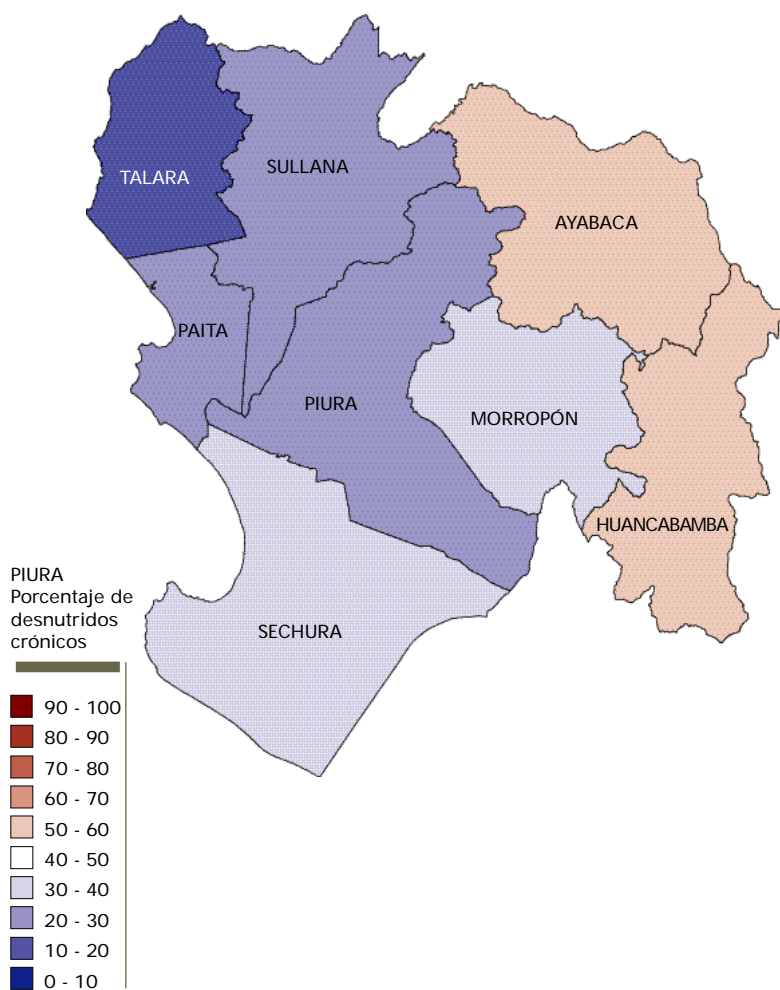 TALARA
SULLANA
AYABACA
PAITA
PIURA
MORROPÓN
HUANCABAMBA
SECHURA
PIURA
Porcentaje de
desnutridos
crónicos
90 - 100
80 - 90
70 - 80
60 - 70
50 - 60
40 - 50
30 - 40
20 - 30
10 - 20
0 - 10